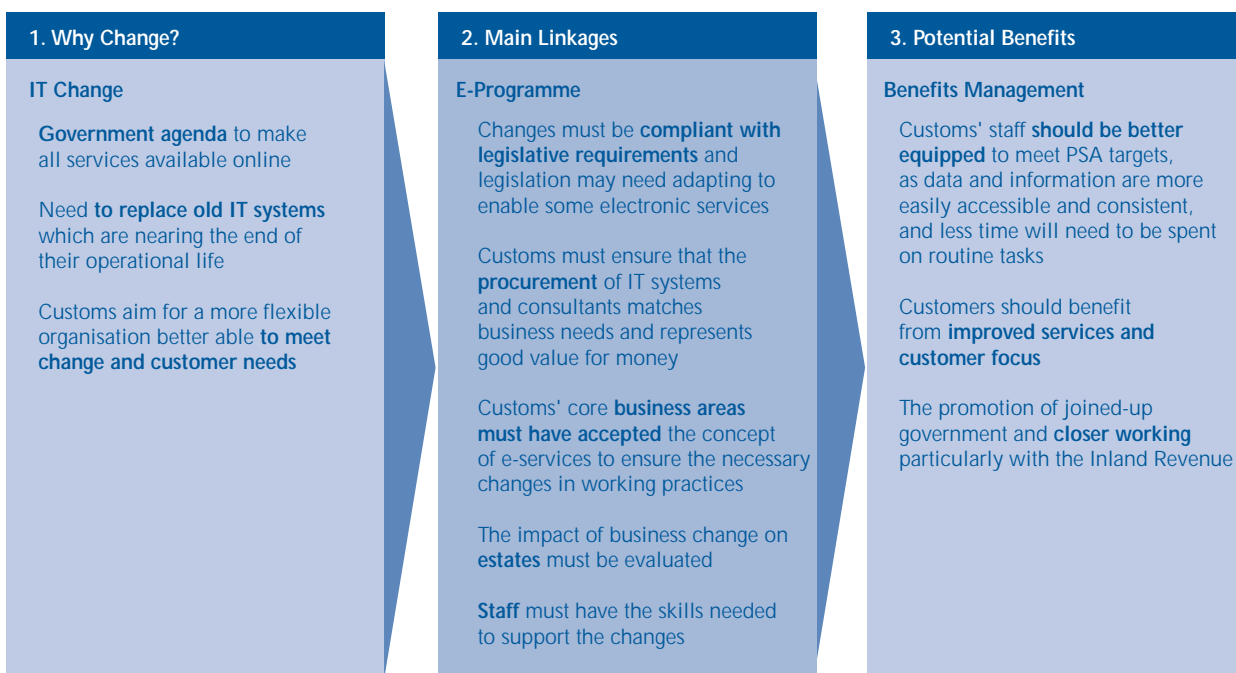 1. Why Change?
IT Change
Government agenda to make
all services available online
Need to replace old IT systems
which are nearing the end of
their operational life
Customs aim for a more flexible
organisation better able to meet
change and customer needs
2. Main Linkages
E-Programme
Changes must be compliant with
legislative requirements and
legislation may need adapting to
enable some electronic services
Customs must ensure that the
procurement of IT systems
and consultants matches
business needs and represents
good value for money
Customs' core business areas
must have accepted the concept
of e-services to ensure the necessary
changes in working practices
The impact of business change on
estates must be evaluated
Staff must have the skills needed
to support the changes
3. Potential Benefits
Benefits Management
Customs' staff should be better
equipped to meet PSA targets,
as data and information are more
easily accessible and consistent,
and less time will need to be spent
on routine tasks
Customers should benefit
from improved services and
customer focus
The promotion of joined-up
government and closer working
particularly with the Inland Revenue